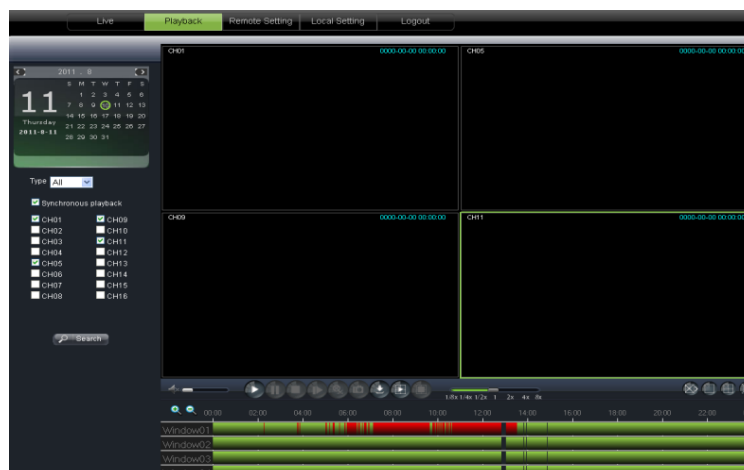 Live Playback Remote Setting Local Setting Logout
CH01 0000-00-00 00:00:00
CH05 0000-00-00 00:00:00
2011 . 8
S M T W T F S
1 2 3 4 5 6
7 8 9 10 11 12 13
14 15 16 17 18 19 20
21 22 23 24 25 26 27
28 29 30 31
11
Thursday
2011-8-11
Type All
Synchronous playback
CH01 CH09
CH02 CH10
CH03 CH11
CH04 CH12
CH05 CH13
CH06 CH14
CH07 CH15
CH08 CH16
Search
CH09 0000-00-00 00:00:00
CH11 0000-00-00 00:00:00
1/8x 1/4x 1/2x 1 2x 4x 8x
00:00 02:00 04:00 06:00 08:00 10:00 12:00 14:00 16:00 18:00 20:00 22:00
Window01
Window02
Window03